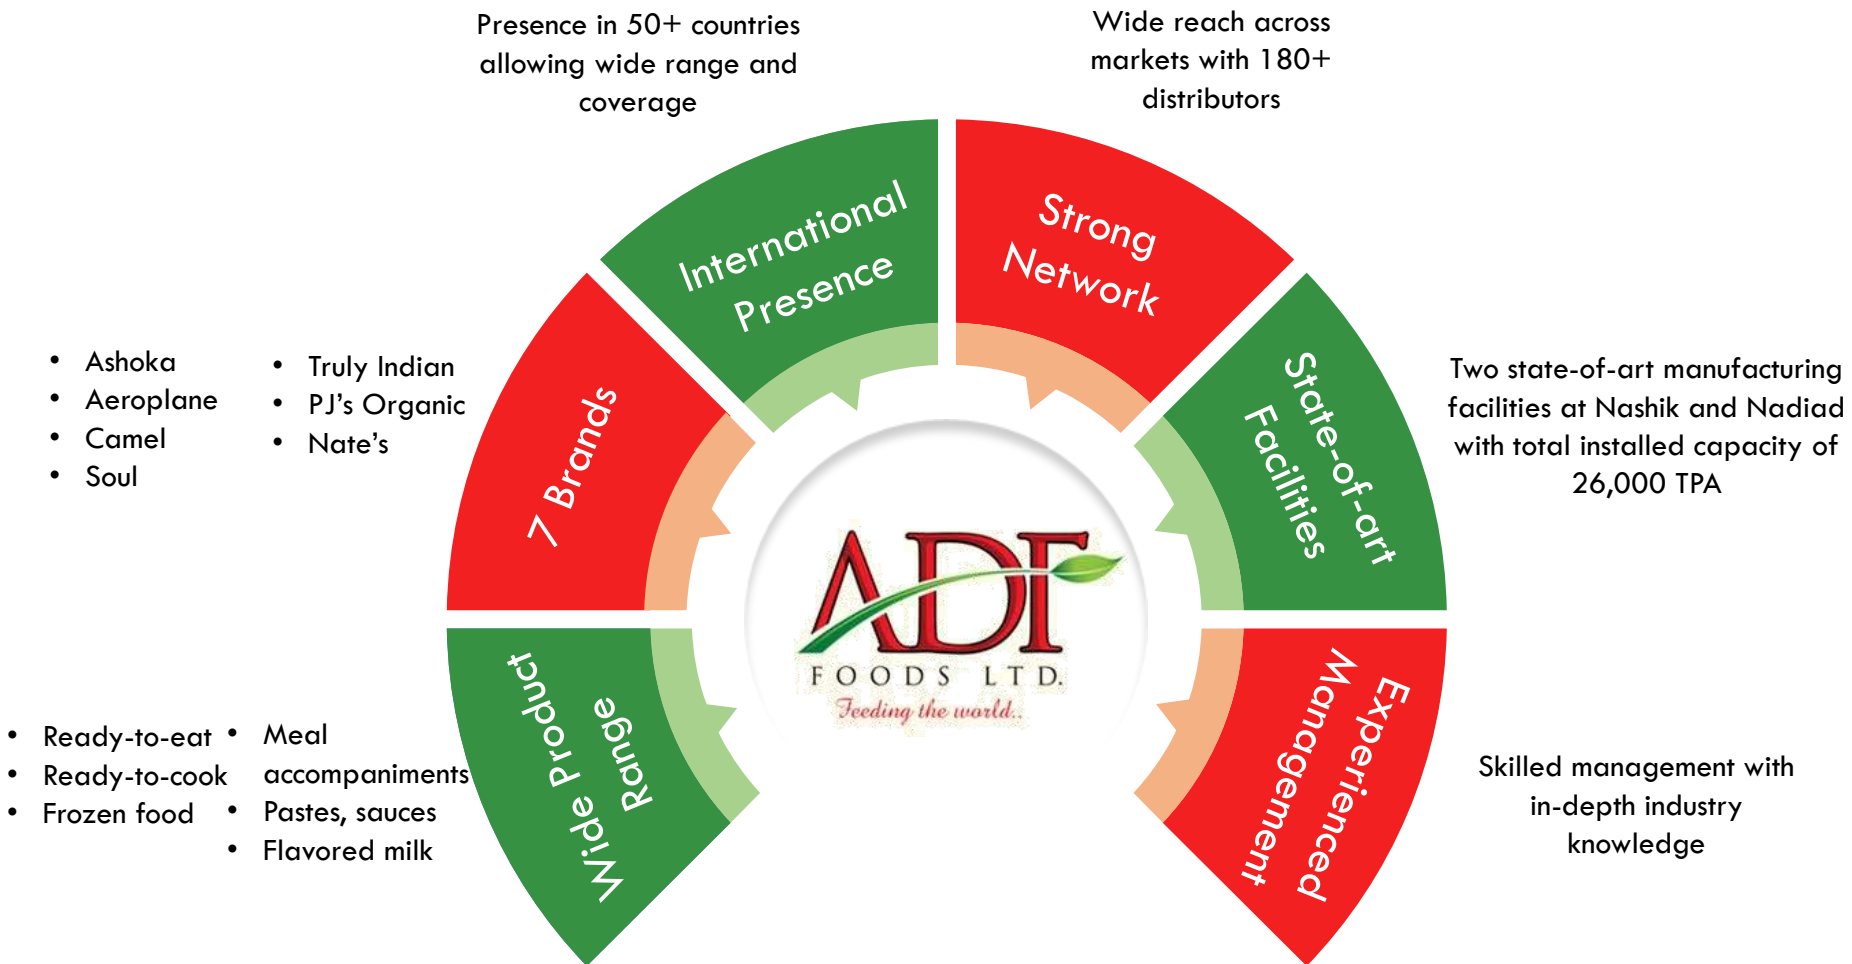 Presence in 50+ countries
allowing wide range and
coverage
Wide reach across
markets with 180+
distributors
International
Presence
Strong
Network
• Ashoka
• Aeroplane
• Camel
• Soul
• Truly Indian
• PJ’s Organic
• Nate’s
7 Brands
State-of-art
Facilities
Two state-of-art manufacturing
facilities at Nashik and Nadiad
with total installed capacity of
26,000 TPA
ADF
FOODS LTD.
Feeding the world..
• Ready-to-eat
• Ready-to-cook
• Frozen food
• Meal
accompaniments
• Pastes, sauces
• Flavored milk
Wide Product
Range
Experienced
Management
Skilled management with
in-depth industry
knowledge